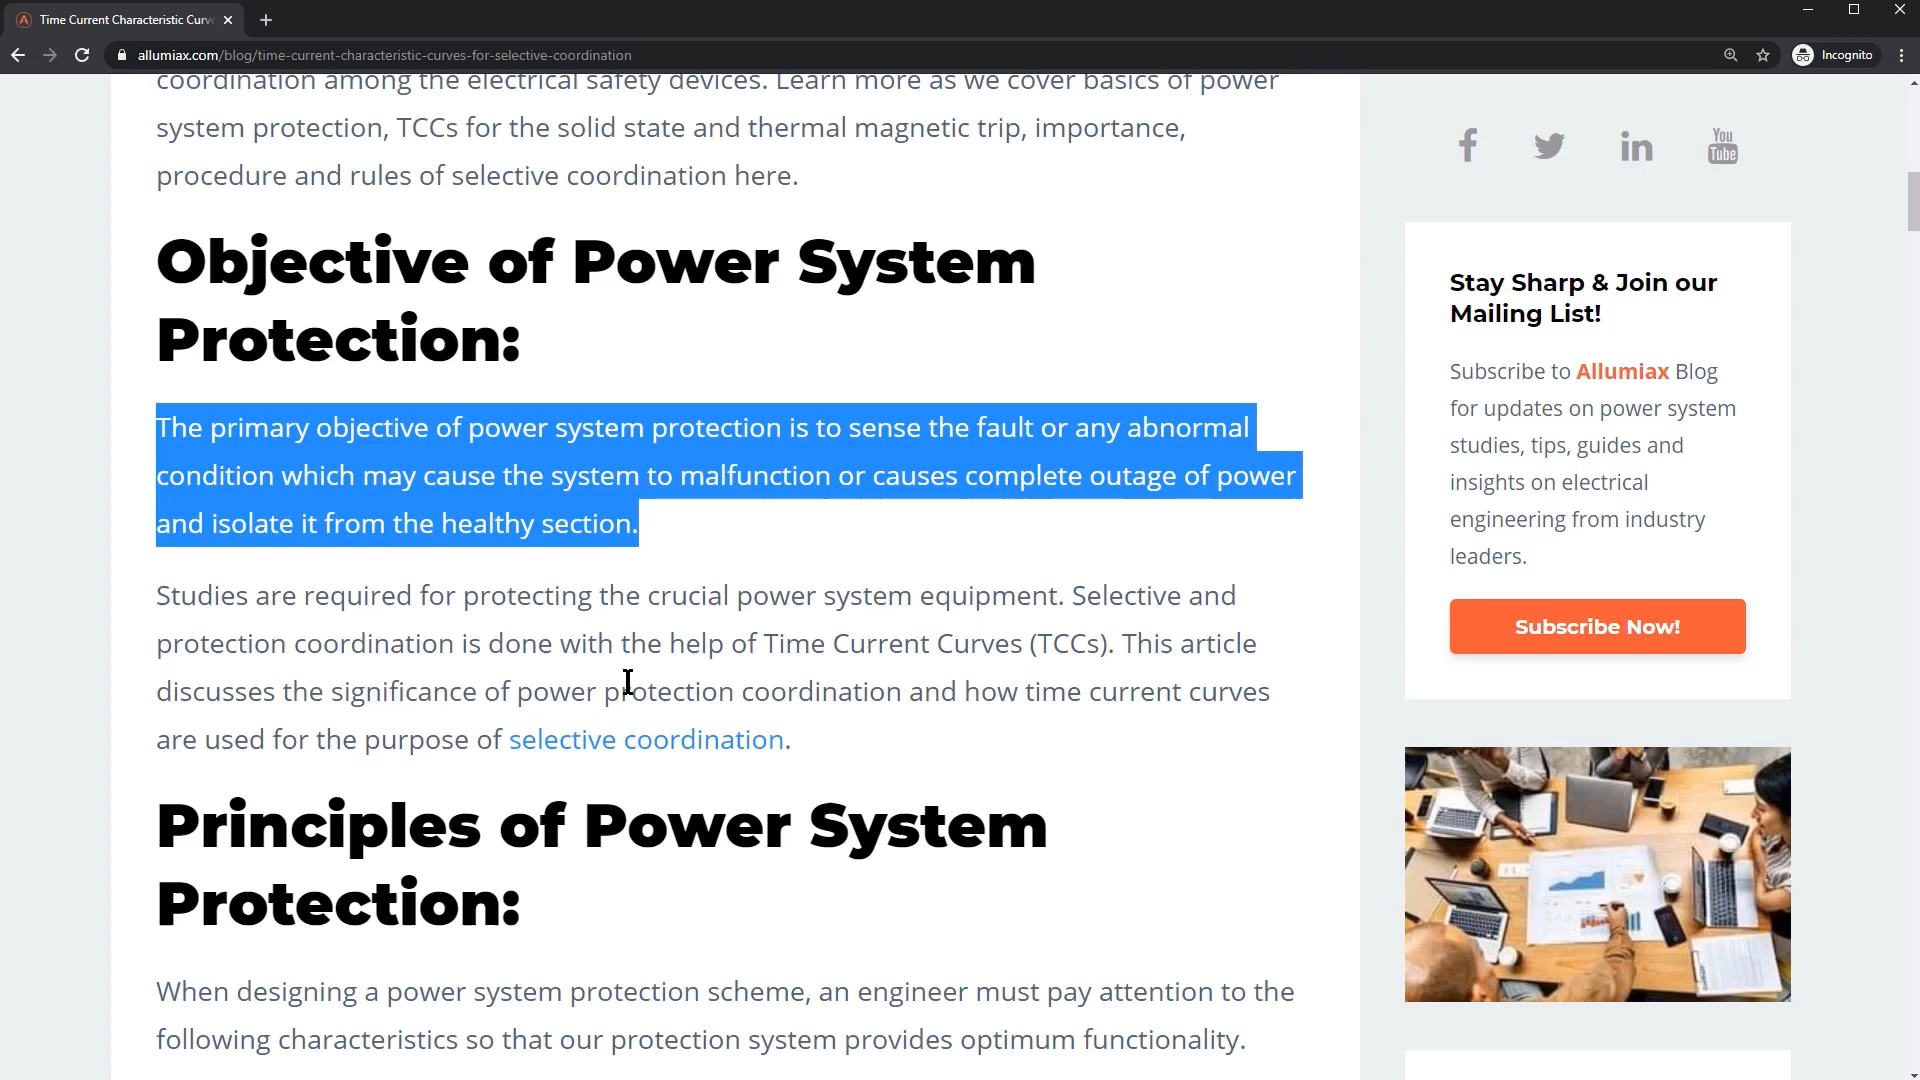 Time Current Characteristic Curv
allumiax.com/blog/time-current-characteristic-curves-for-selective-coordination
Incognito
coordination among the electrical safety devices. Learn more as we cover basics of power
system protection, TCCs for the solid state and thermal magnetic trip, importance,
procedure and rules of selective coordination here.
Objective of Power System
Protection:
The primary objective of power system protection is to sense the fault or any abnormal
condition which may cause the system to malfunction or causes complete outage of power
and isolate it from the healthy section.
Studies are required for protecting the crucial power system equipment. Selective and
protection coordination is done with the help of Time Current Curves (TCCs). This article
discusses the significance of power protection coordination and how time current curves
are used for the purpose of selective coordination.
Principles of Power System
Protection:
When designing a power system protection scheme, an engineer must pay attention to the
following characteristics so that our protection system provides optimum functionality.
You
Tube
Stay Sharp & Join our
Mailing List!
Subscribe to Allumiax Blog
for updates on power system
studies, tips, guides and
insights on electrical
engineering from industry
leaders.
Subscribe Now!